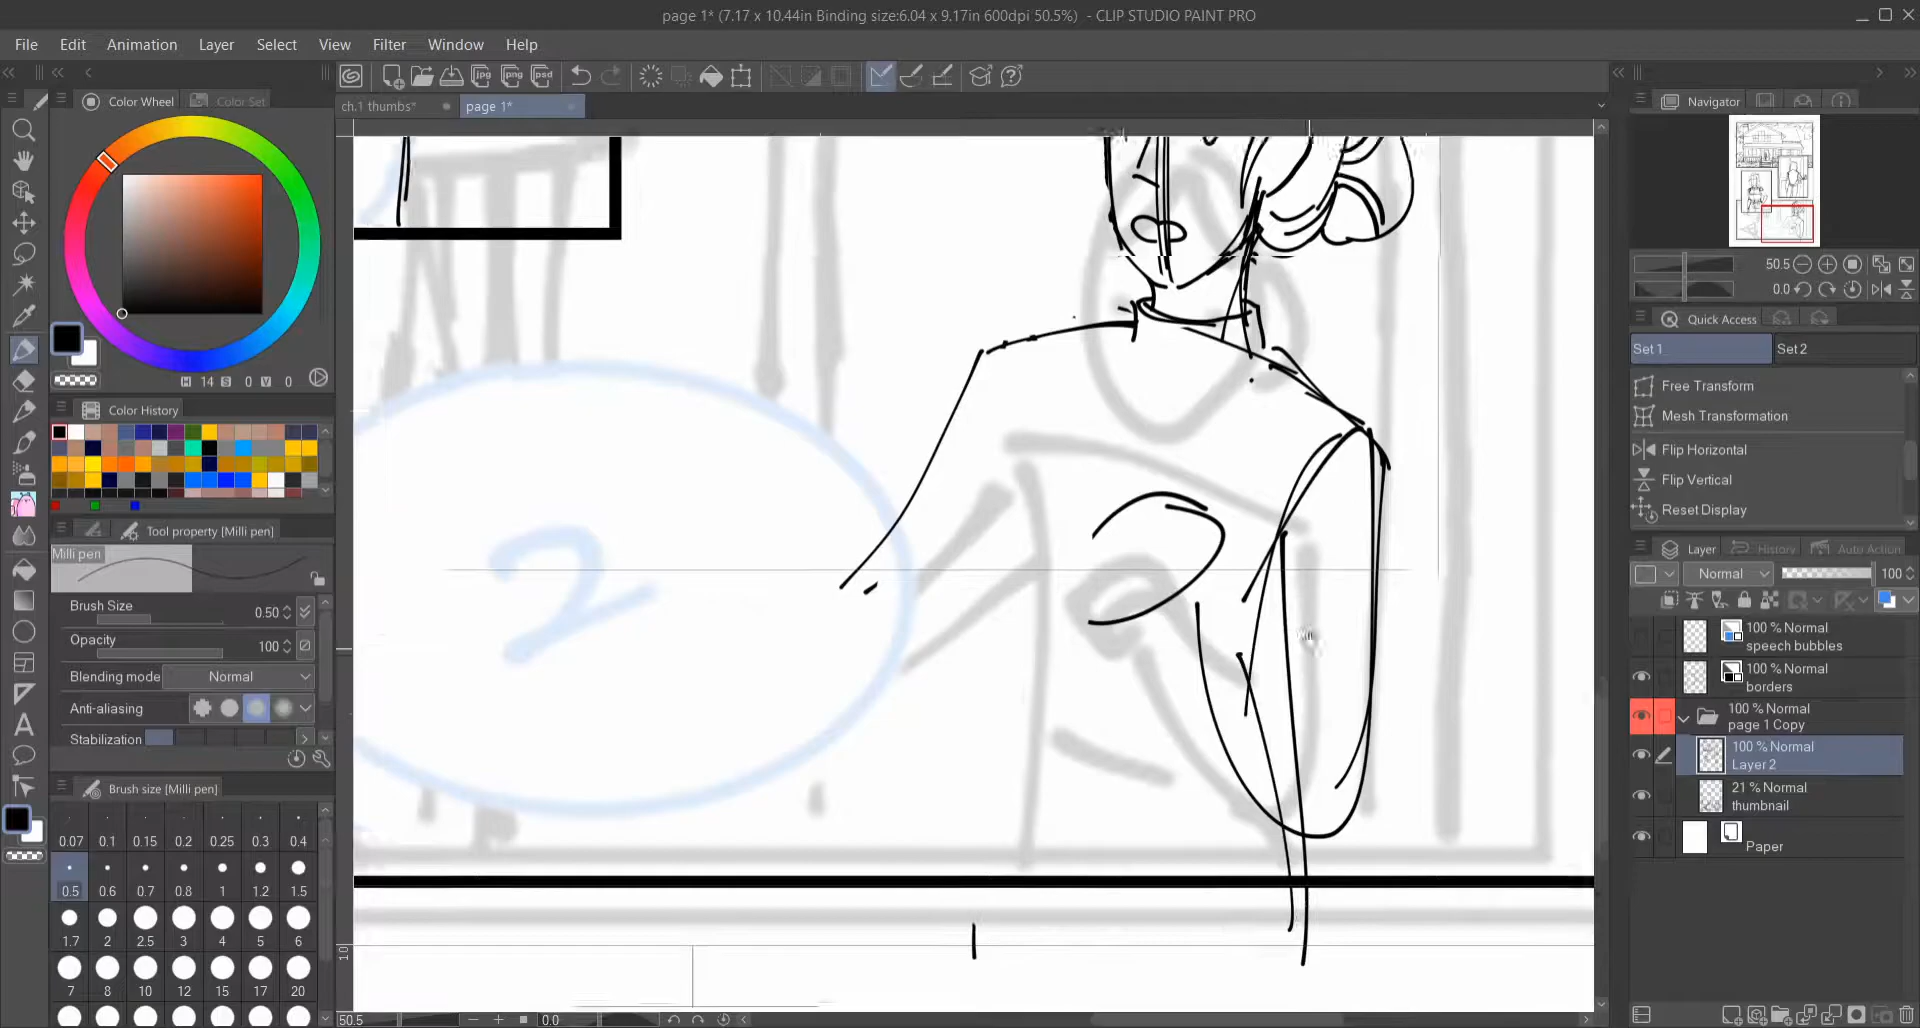 page 1* (7.17 x 10.44in Binding size:6.04 x 9.17in 600dpi 50.5%)  - CLIP STUDIO PAINT PRO
File Edit Animation Layer Select View Filter Window Help
jpg png psd
Color Wheel Color Set
ch.1 thumbs* page 1*
Navigator
50.5
0.0
Quick Access
Set 1 Set 2
Free Transform
Mesh Transformation
Flip Horizontal
Flip Vertical
Reset Display
H 14 S 0 V 0
Color History
Tool property [Milli pen]
Milli pen
Brush Size 0.50
Opacity 100
Blending mode Normal
Anti-aliasing
Stabilization
Brush size [Milli pen]
0.07 0.1 0.15 0.2 0.25 0.3 0.4
0.5 0.6 0.7 0.8 1 1.2 1.5
1.7 2 2.5 3 4 5 6
7 8 10 12 15 17 20
2
10
50.5 0.0
Layer History Auto Action
Normal 100
100 % Normal
speech bubbles
100 % Normal
borders
100 % Normal
page 1 Copy
100 % Normal
Layer 2
21 % Normal
thumbnail
Paper